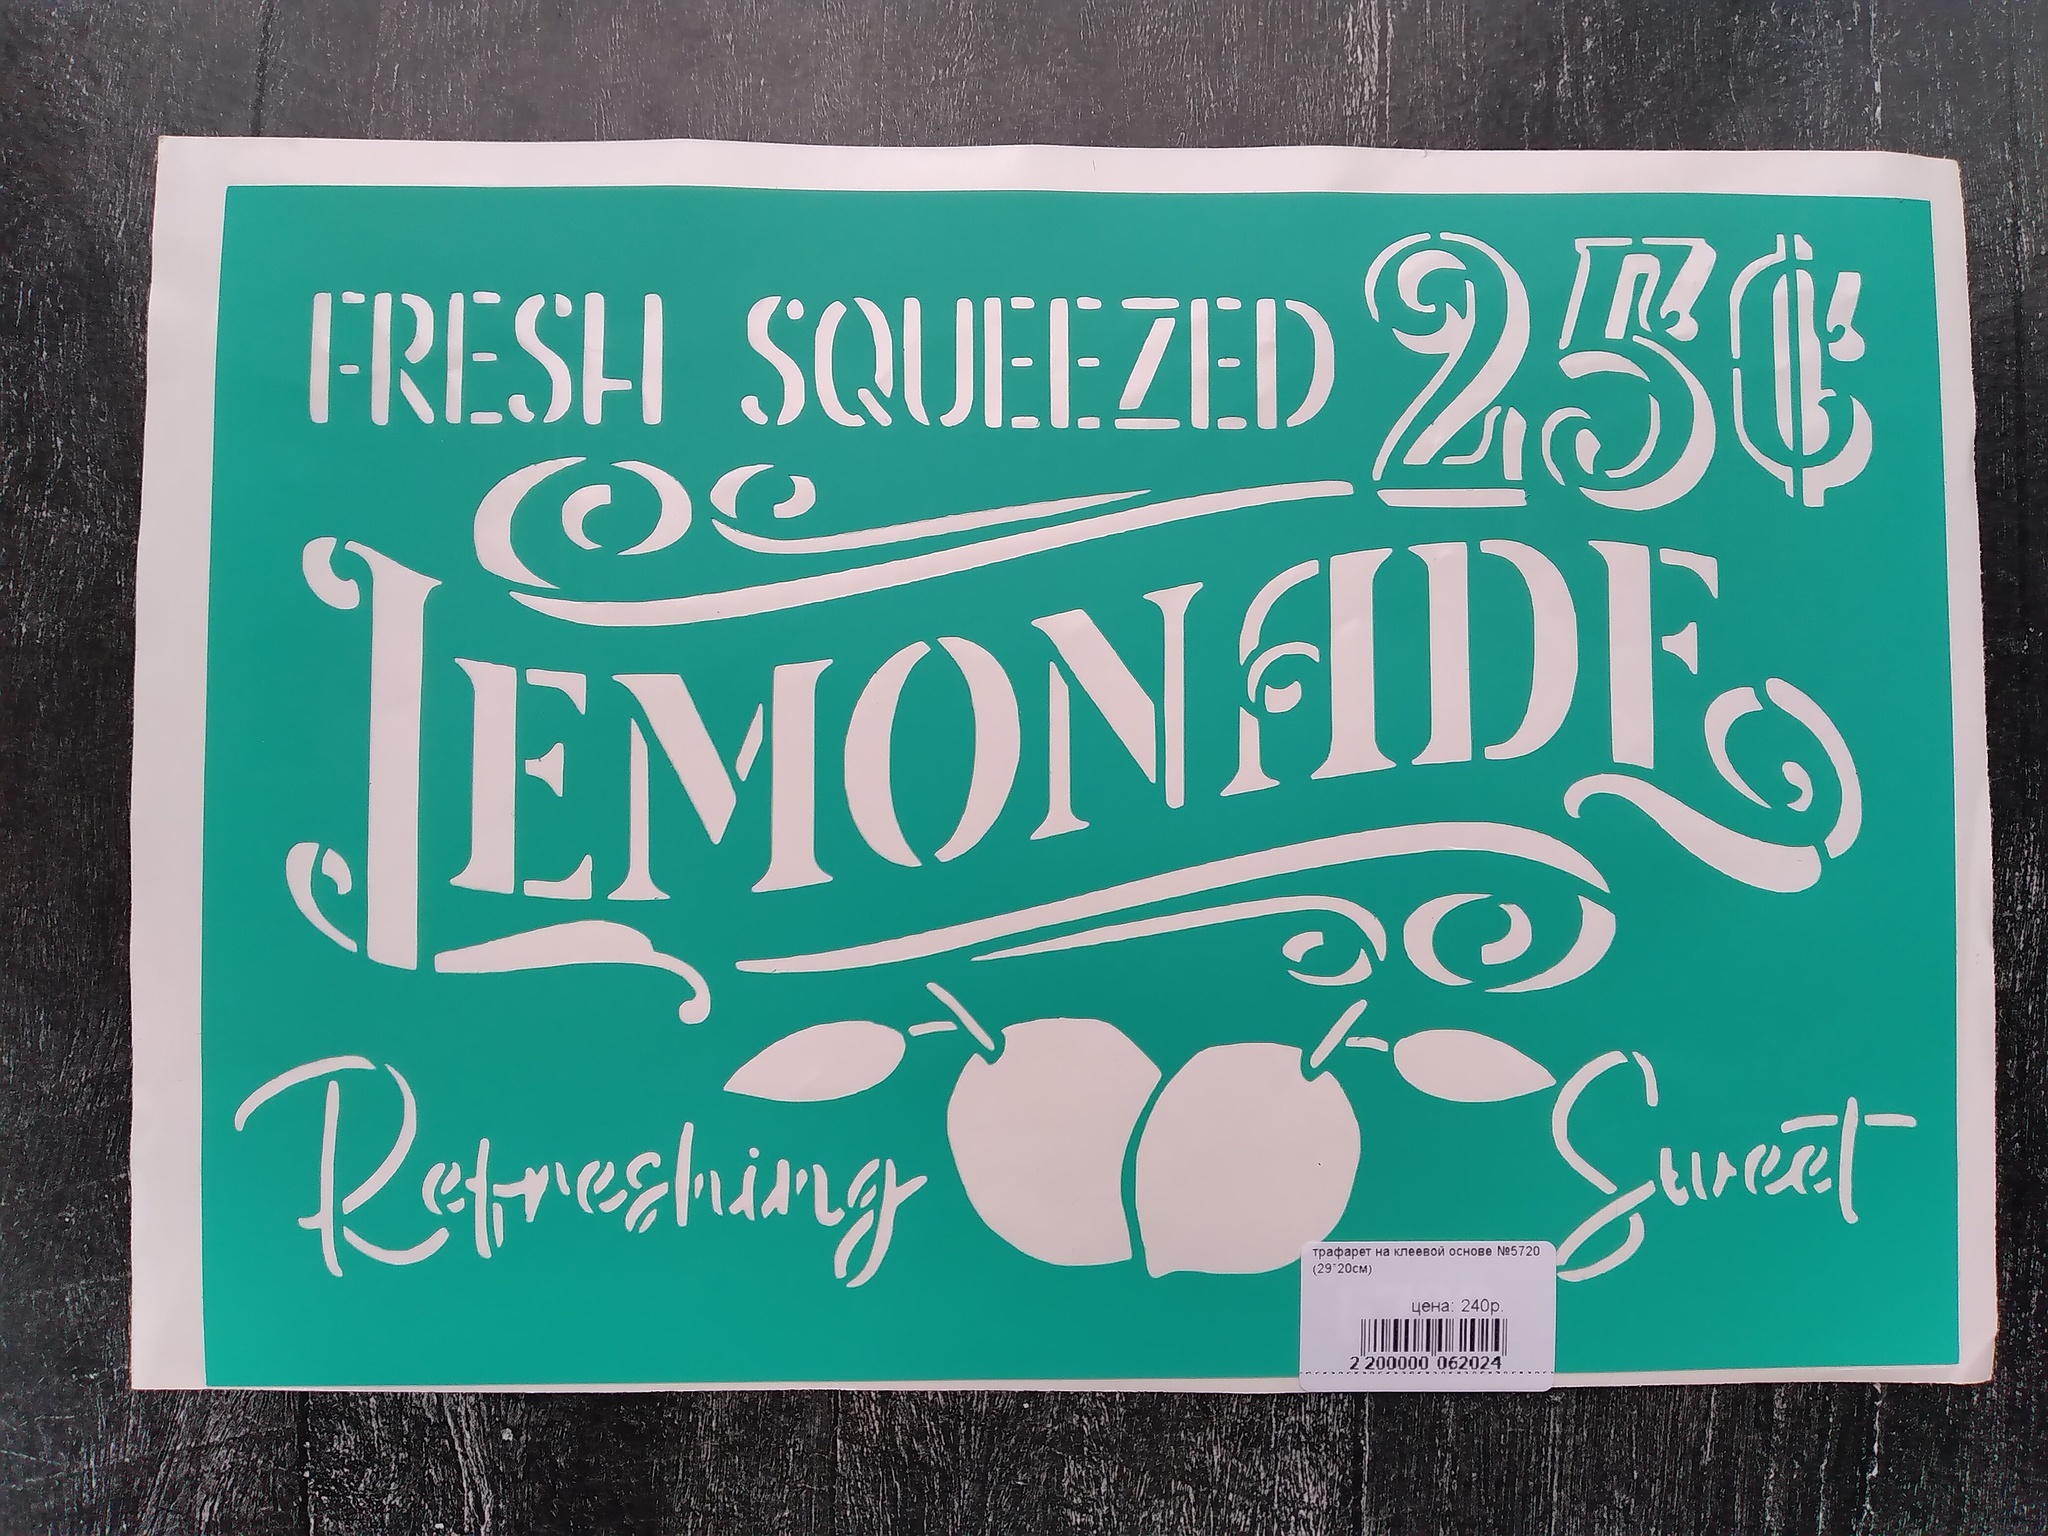 FRESH SQUEEZED 25¢
LEMONADE
Refreshing Sweet
трафарет на клеевой основе №5720
(29*20см)
цена: 240р.
2 200000 062024